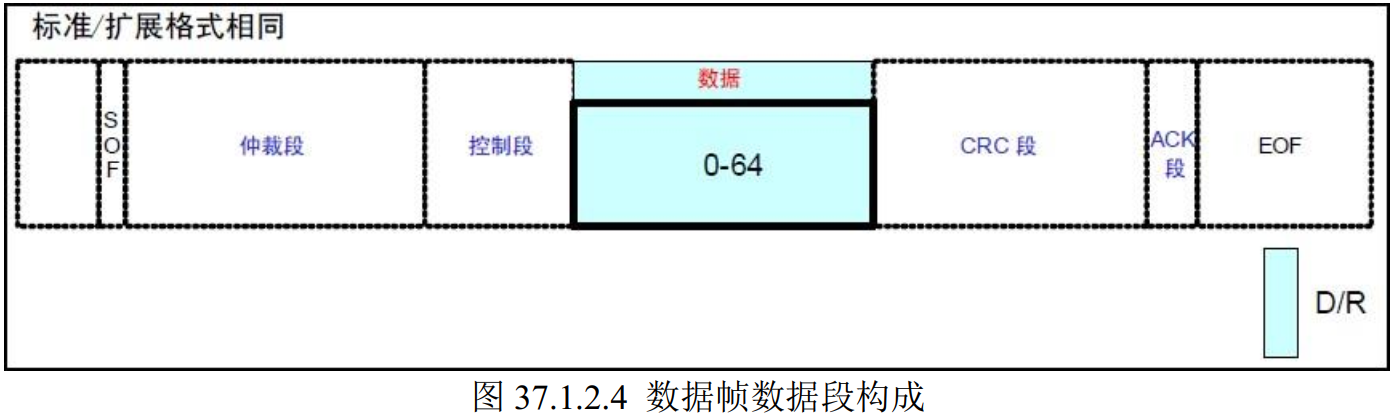 标准/扩展格式相同
SOF
仲裁段
控制段
数据
0-64
CRC 段
ACK
段
EOF
D/R
图 37.1.2.4 数据帧数据段构成